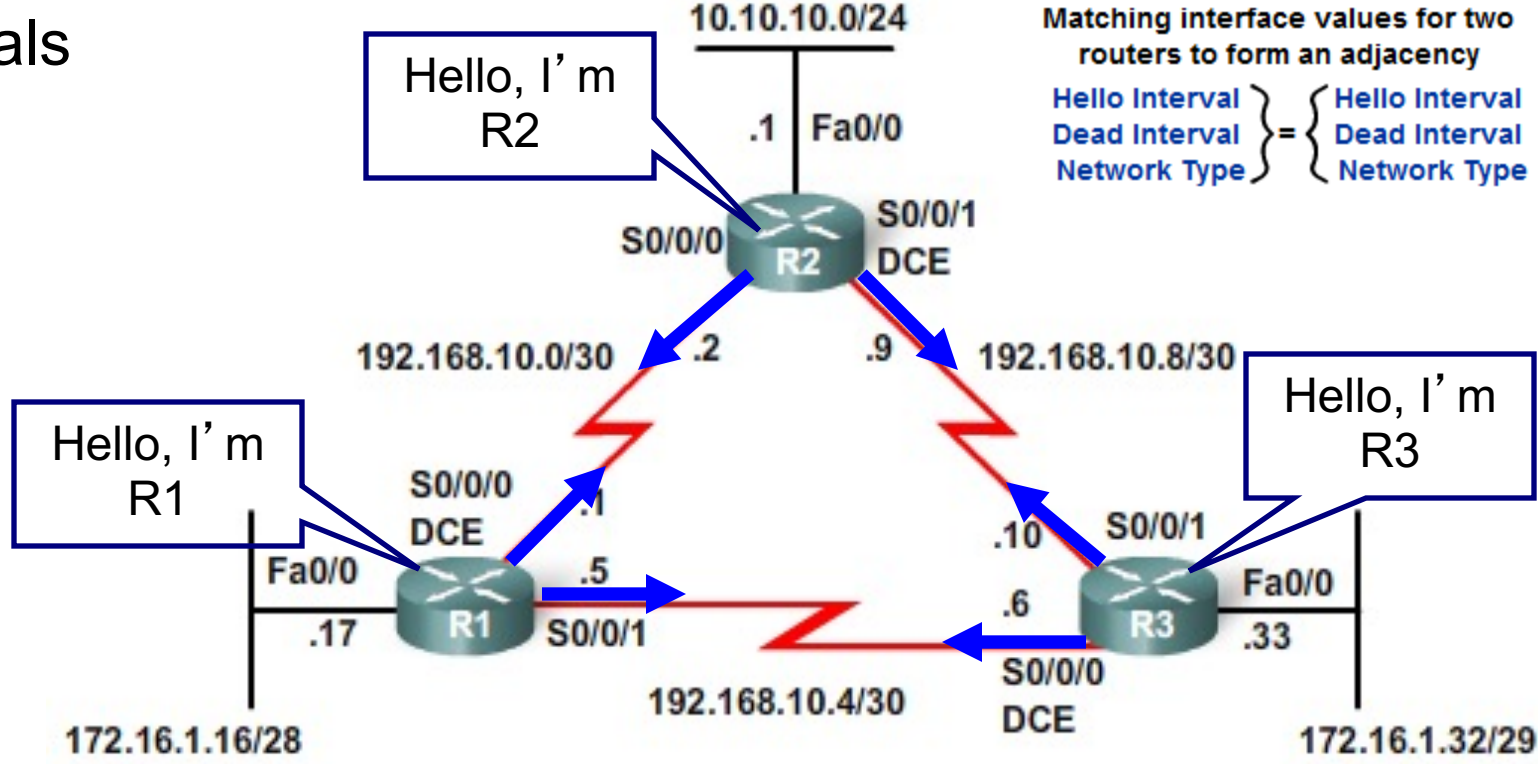 als
10.10.10.0/24
Matching interface values for two
routers to form an adjacency
Hello Interval
Dead Interval
Network Type
=
Hello Interval
Dead Interval
Network Type
Hello, I’m
R2
.1
Fa0/0
S0/0/0
S0/0/1
DCE
R2
192.168.10.0/30
.2
.9
192.168.10.8/30
Hello, I’m
R1
Hello, I’m
R3
S0/0/0
DCE
.1
.10
S0/0/1
Fa0/0
.5
.6
Fa0/0
R1
R3
.17
S0/0/1
.33
S0/0/0
DCE
192.168.10.4/30
172.16.1.16/28
172.16.1.32/29